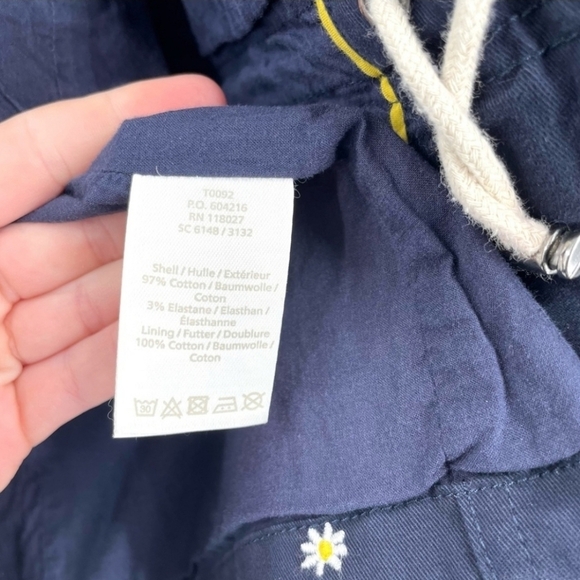 T0092
P.O. 604216
RN 118027
SC 6148 / 3132
Shell / Hulle / Extérieur
97% Cotton / Baumwolle /
Coton
3% Elastane / Elasthan /
Élasthanne
Lining / Futter / Doublure
100% Cotton / Baumwolle /
Coton
30